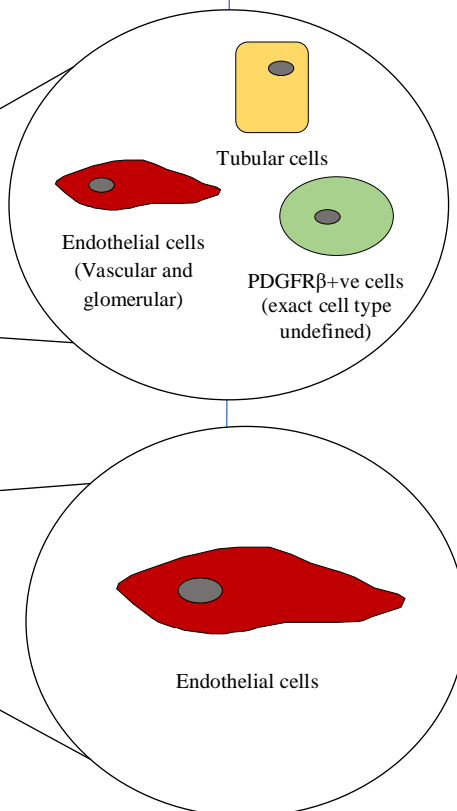 Tubular cells
Endothelial cells
(Vascular and
glomerular)
PDGFRβ+ve cells
(exact cell type
undefined)
Endothelial cells